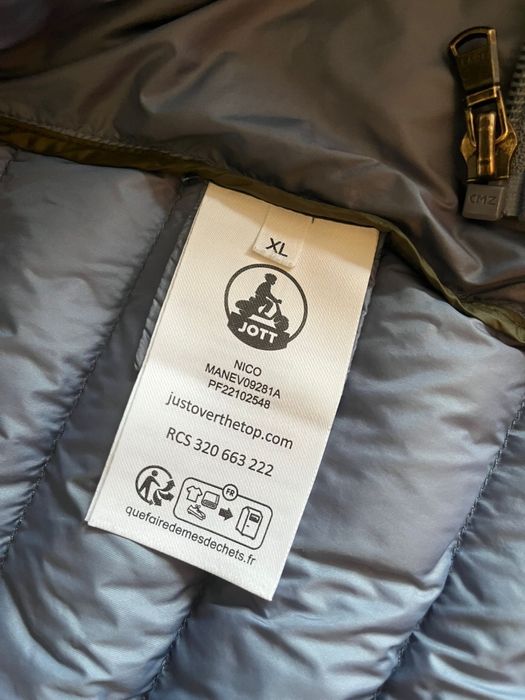 XL
JOTT
NICO
MANEV09281A
PF22102548
justoverthetop.com
RCS 320 663 222
FR
quefairedemesdechets.fr
CMZ